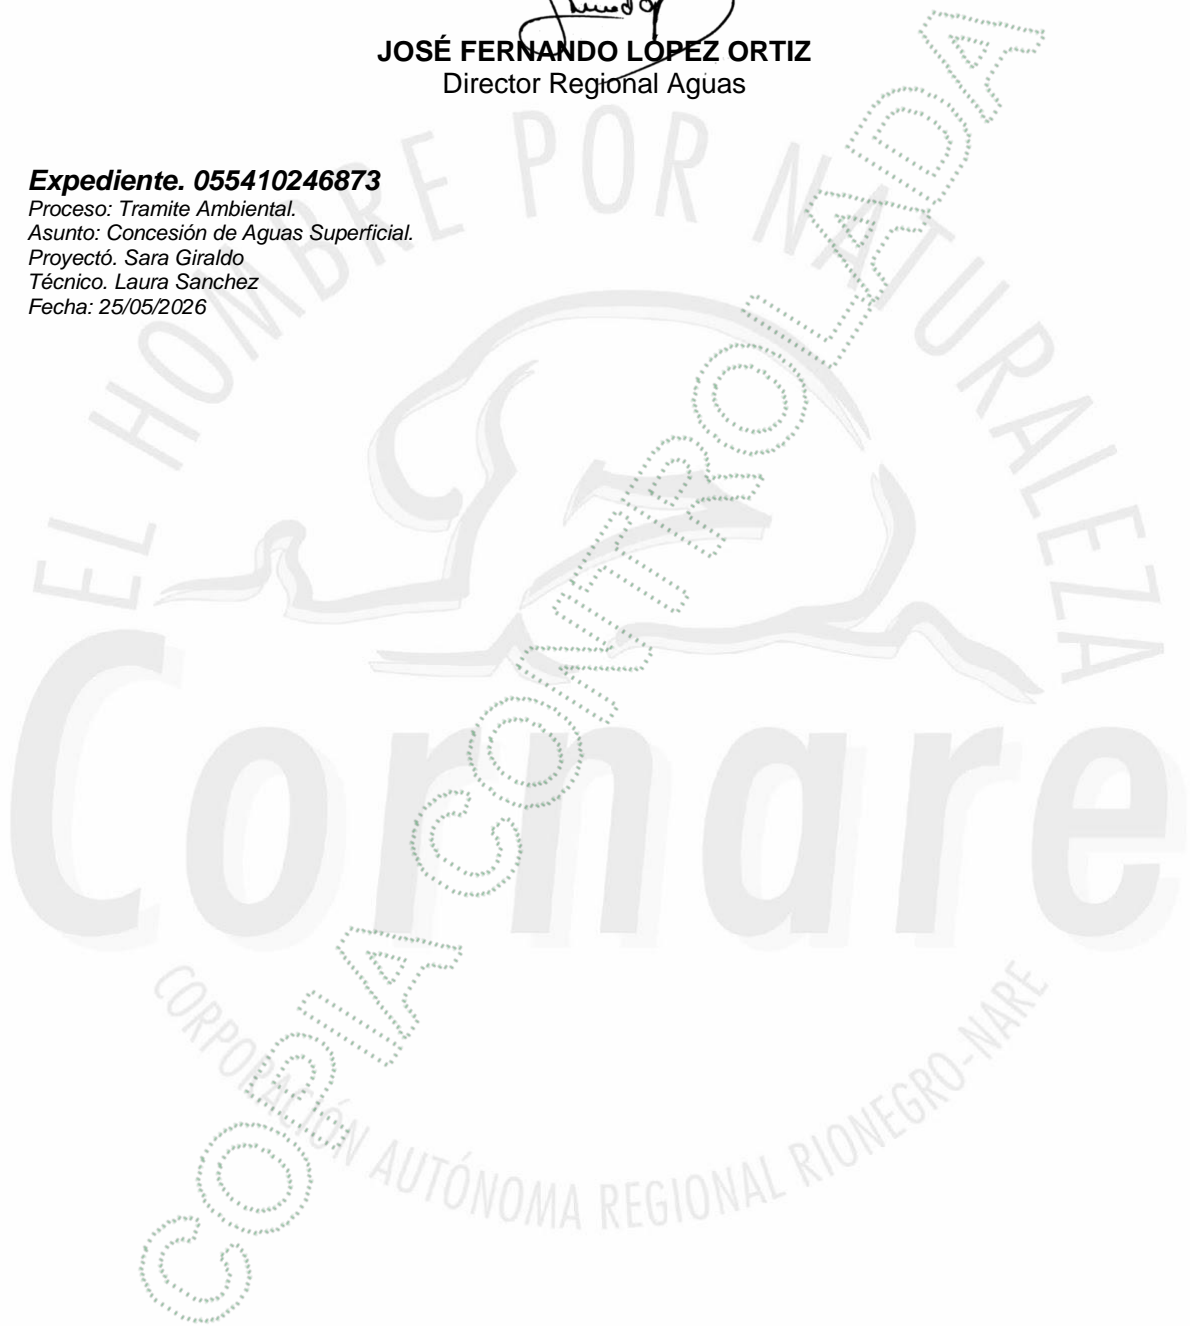 JOSÉ FERNANDO LÓPEZ ORTIZ
Director Regional Aguas
Expediente. 055410246873
Proceso: Tramite Ambiental.
Asunto: Concesión de Aguas Superficial.
Proyectó. Sara Giraldo
Técnico. Laura Sanchez
Fecha: 25/05/2026
EL HOMBRE POR NATURALEZA
Cornare
CORPORACIÓN AUTÓNOMA REGIONAL RIONEGRO-NARE
COPIA CONTROLADA